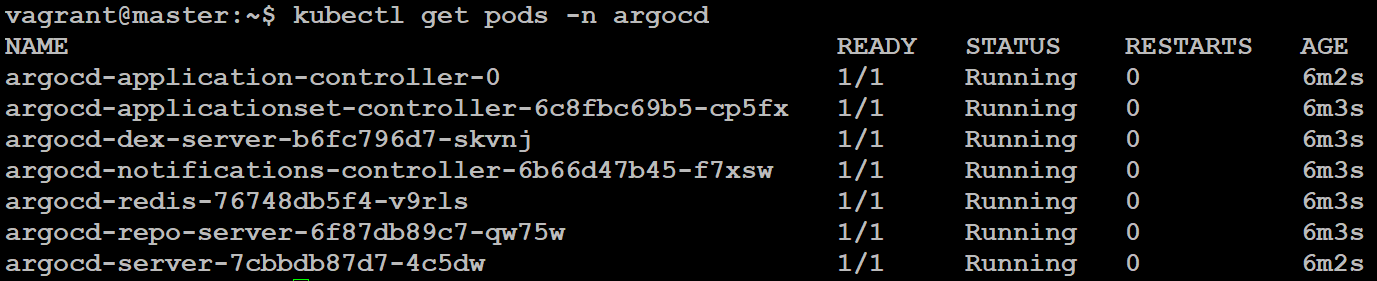 vagrant@master:~$ kubectl get pods -n argocd
NAME READY STATUS RESTARTS AGE
argocd-application-controller-0 1/1 Running 0 6m2s
argocd-applicationset-controller-6c8fbc69b5-cp5fx 1/1 Running 0 6m3s
argocd-dex-server-b6fc796d7-skvnj 1/1 Running 0 6m3s
argocd-notifications-controller-6b66d47b45-f7xsw 1/1 Running 0 6m3s
argocd-redis-76748db5f4-v9rls 1/1 Running 0 6m3s
argocd-repo-server-6f87db89c7-qw75w 1/1 Running 0 6m3s
argocd-server-7cbbdb87d7-4c5dw 1/1 Running 0 6m2s